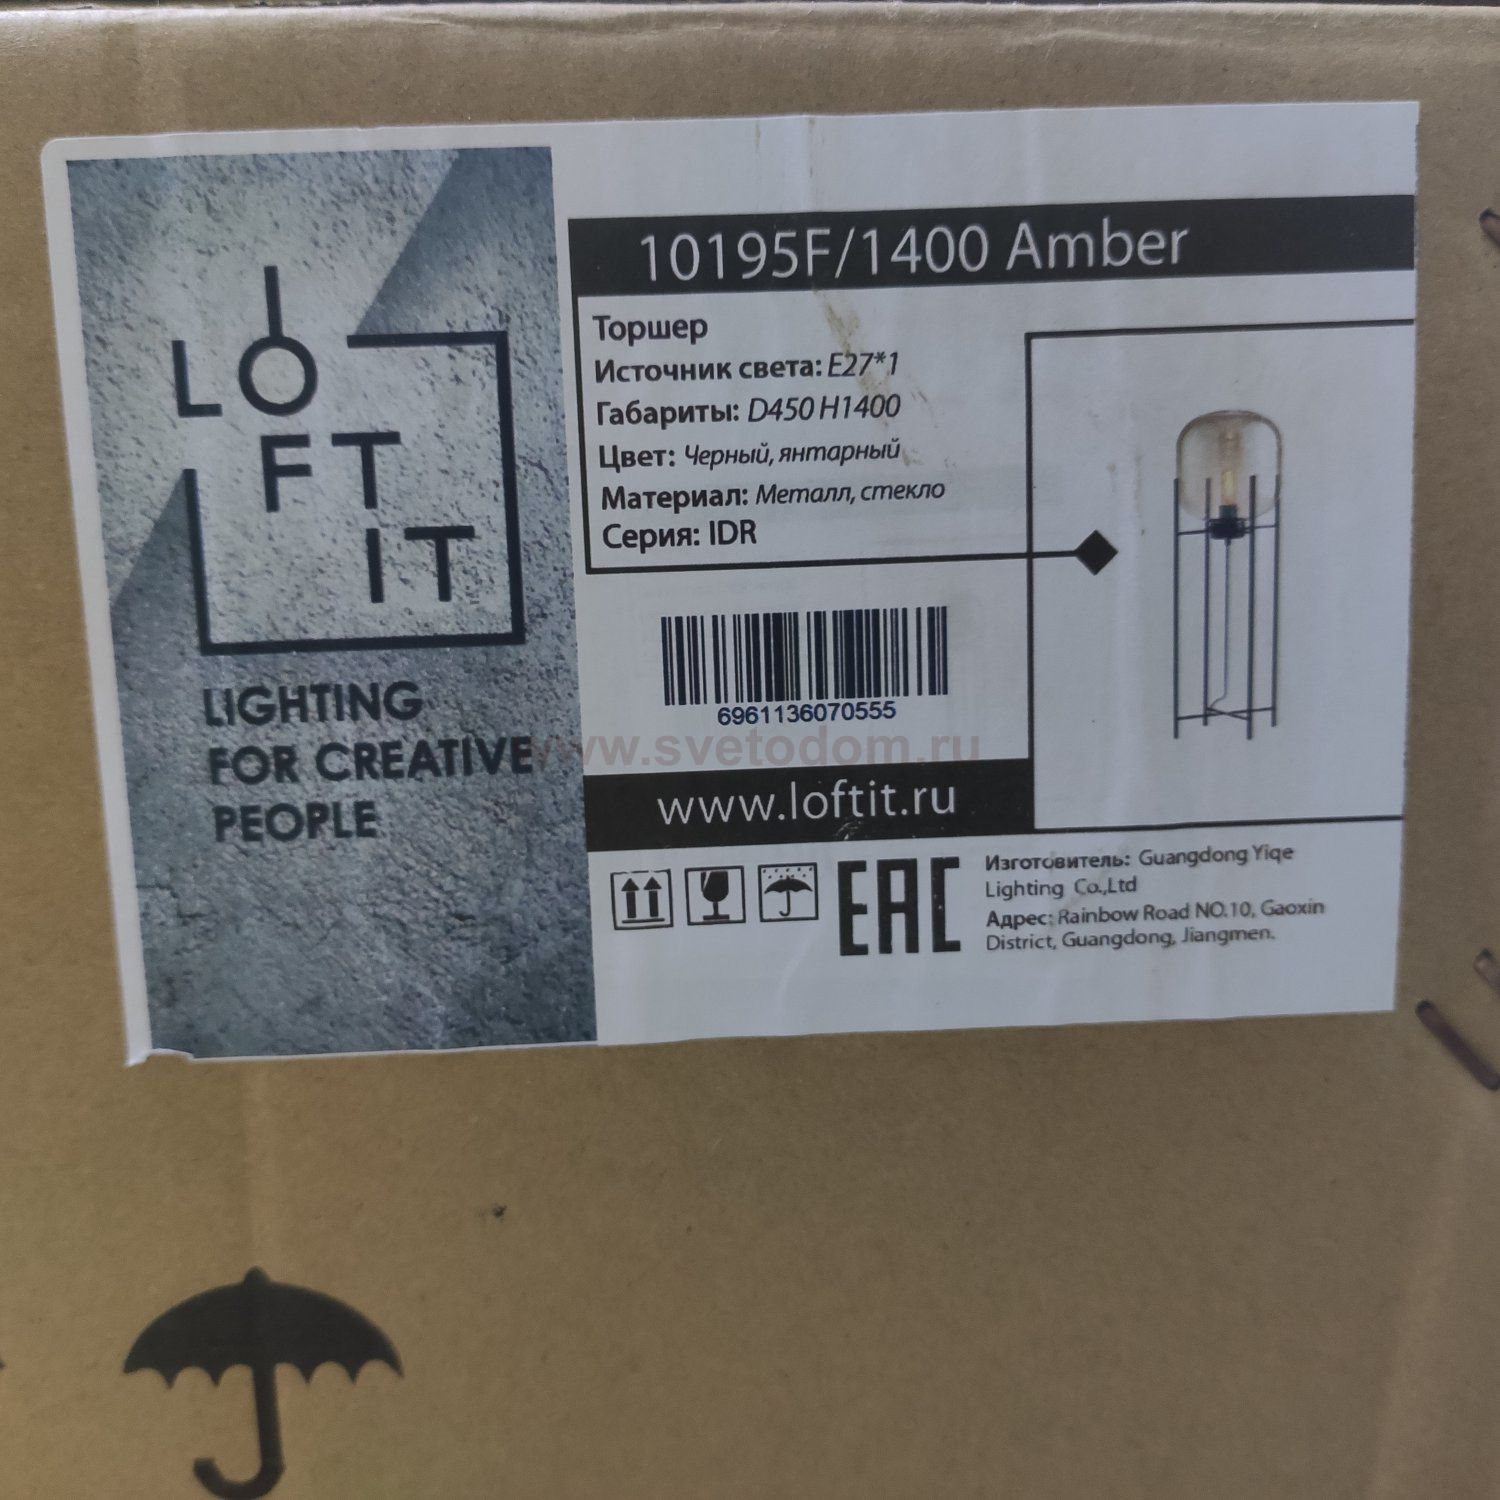 LOFT IT
LIGHTING
FOR CREATIVE
PEOPLE
10195F/1400 Amber
Торшер
Источник света: E27*1
Габариты: D450 H1400
Цвет: Черный, янтарный
Материал: Металл, стекло
Серия: IDR
6961136070555
www.svetodom.ru
www.loftit.ru
EAC
Изготовитель: Guangdong Yiqe
Lighting Co.,Ltd
Адрес: Rainbow Road NO.10, Gaoxin
District, Guangdong, Jiangmen.